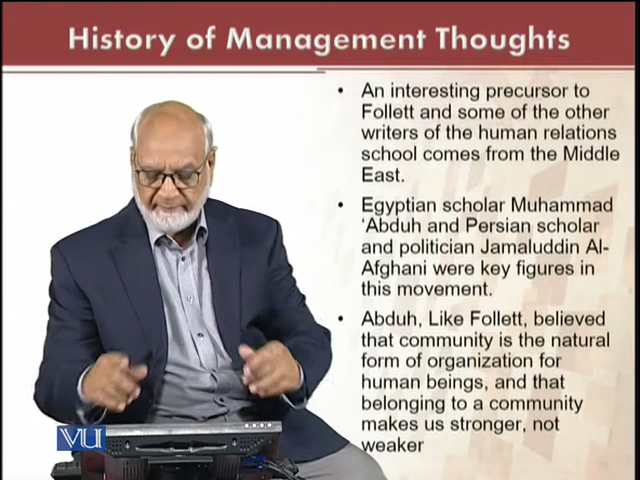 History of Management Thoughts
• An interesting precursor to
Follett and some of the other
writers of the human relations
school comes from the Middle
East.
• Egyptian scholar Muhammad
‘Abduh and Persian scholar
and politician Jamaluddin Al-
Afghani were key figures in
this movement.
• Abduh, Like Follett, believed
that community is the natural
form of organization for
human beings, and that
belonging to a community
makes us stronger, not
weaker
VU